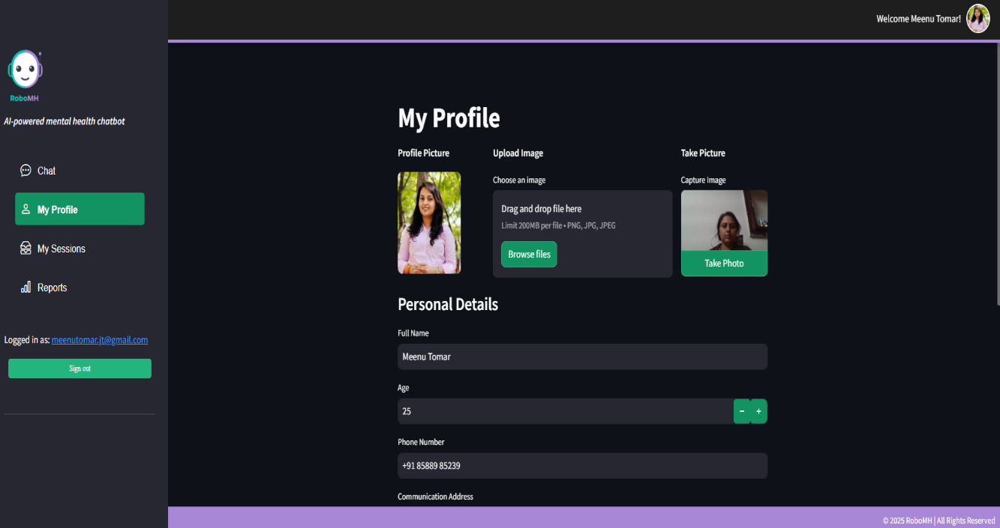 Welcome Meenu Tomar!
RoboMH
AI-powered mental health chatbot
Chat
My Profile
My Sessions
Reports
Logged in as: meenutomar.jt@gmail.com
Sign out
My Profile
Profile Picture
Upload Image
Take Picture
Choose an image
Capture Image
Drag and drop file here
Limit 200MB per file • PNG, JPG, JPEG
Browse files
Take Photo
Personal Details
Full Name
Meenu Tomar
Age
25
− +
Phone Number
+91 85889 85239
Communication Address
© 2025 RoboMH | All Rights Reserved